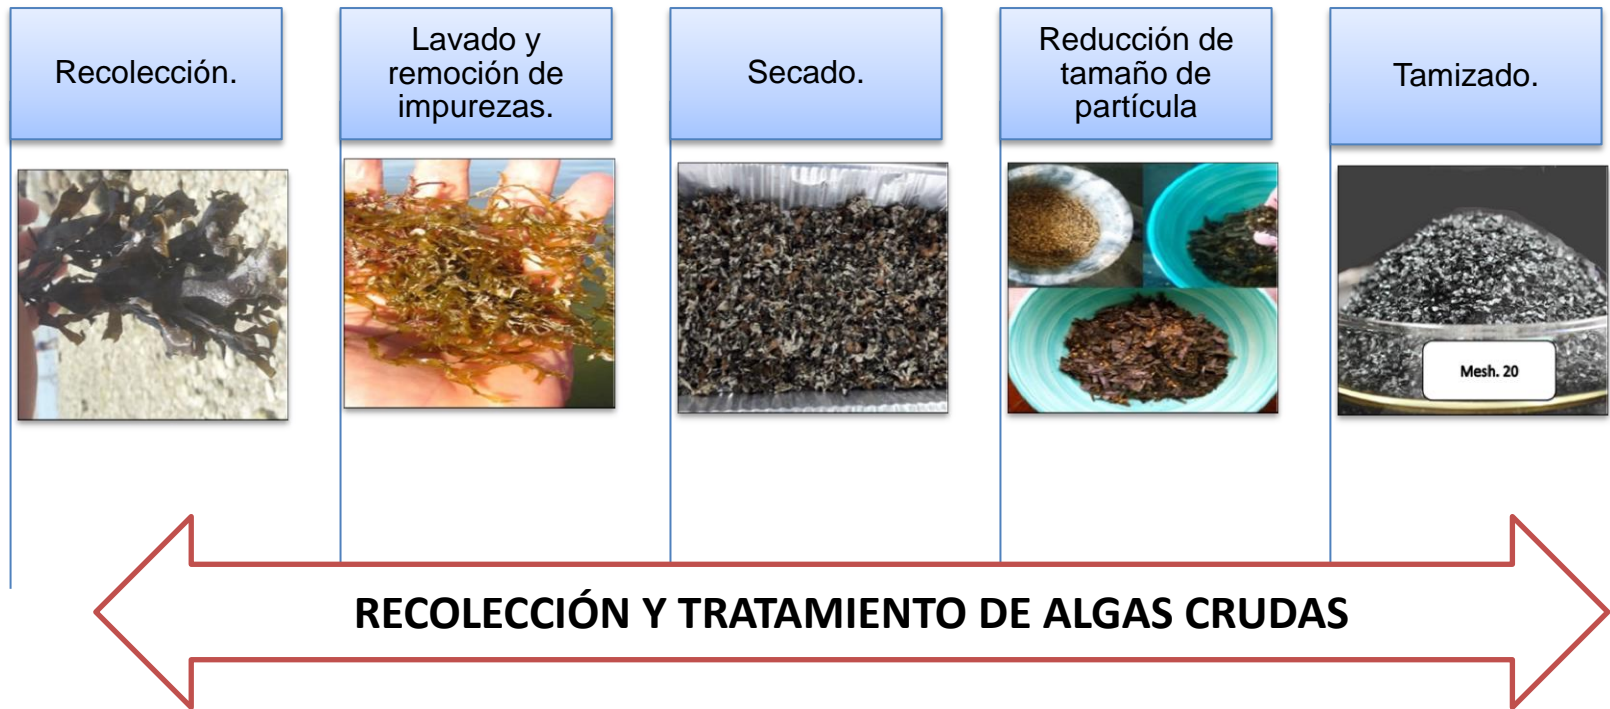 Recolección.
Lavado y
remoción de
impurezas.
Secado.
Reducción de
tamaño de
partícula
Tamizado.
Mesh. 20
RECOLECCIÓN Y TRATAMIENTO DE ALGAS CRUDAS